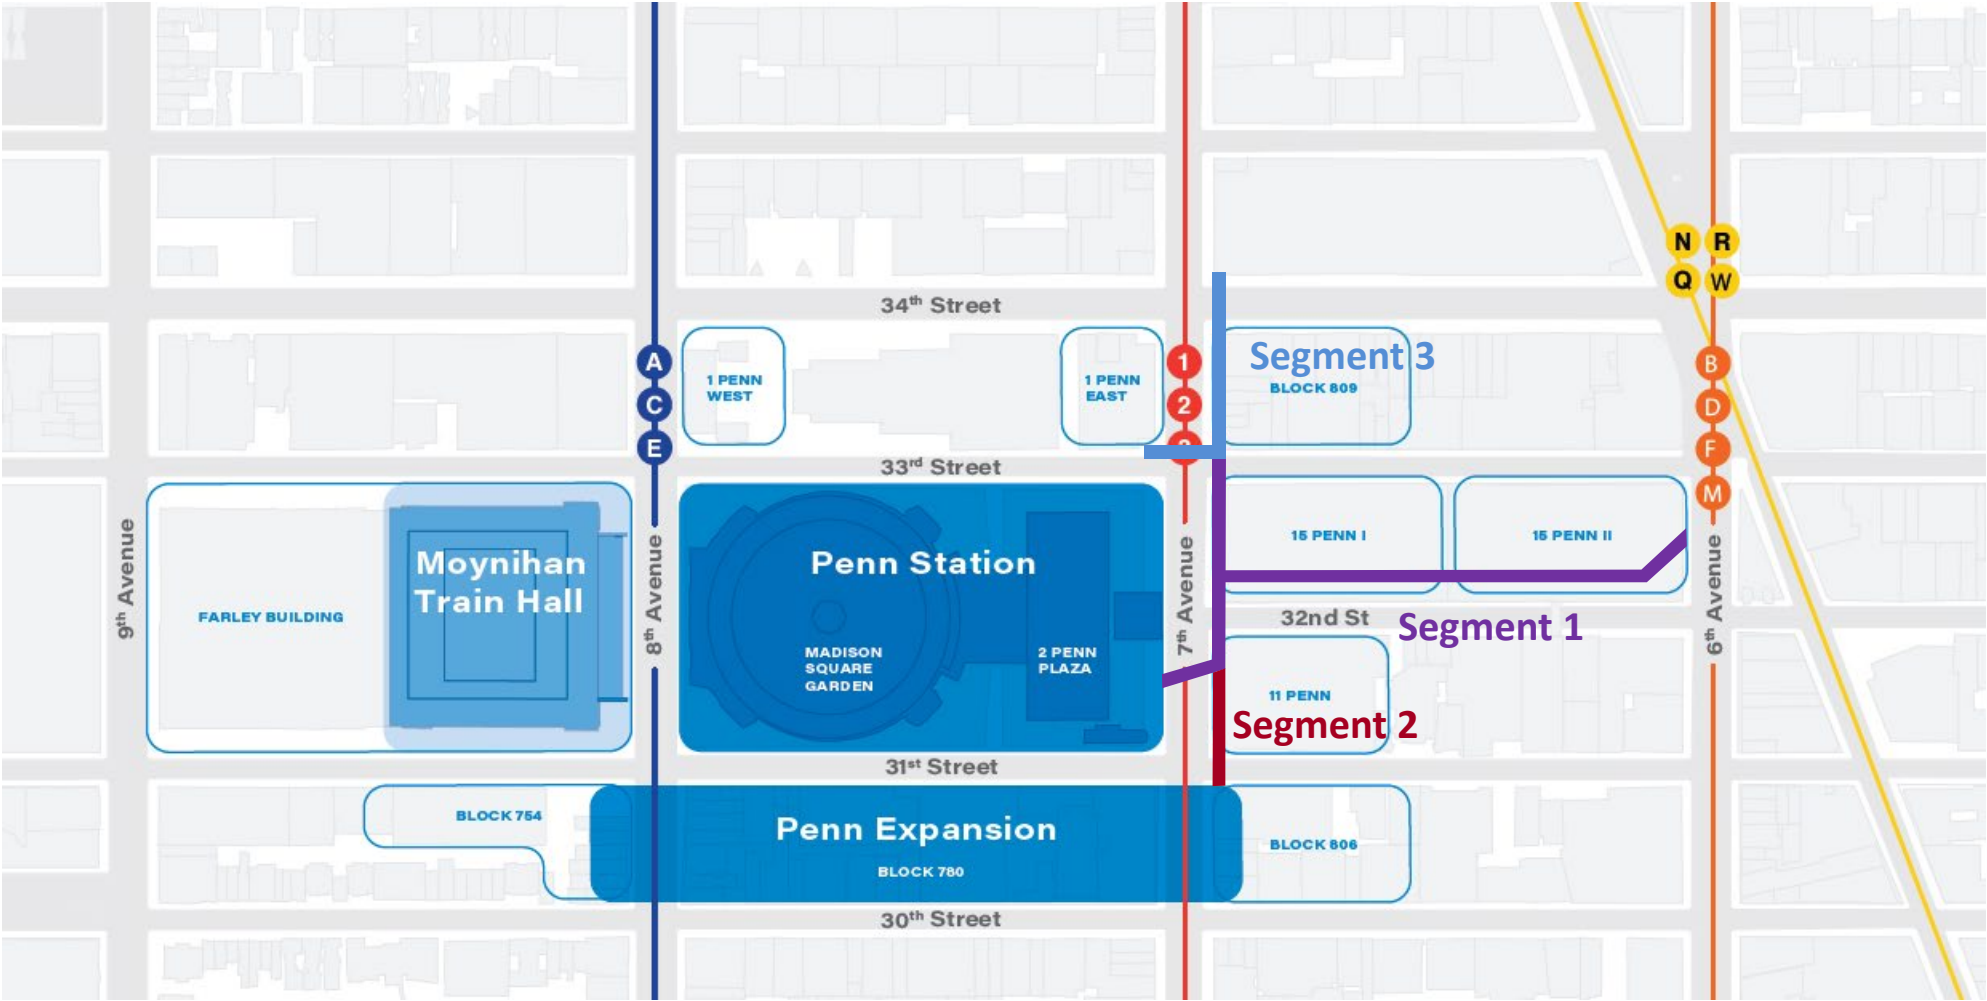 N R
Q W
34th Street
A
C
E
1 PENN
WEST
1 PENN
EAST
1
2
Segment 3
BLOCK 809
B
D
F
M
33rd Street
9th Avenue
FARLEY BUILDING
Moynihan
Train Hall
8th Avenue
Penn Station
MADISON
SQUARE
GARDEN
2 PENN
PLAZA
7th Avenue
15 PENN I
15 PENN II
32nd St
Segment 1
6th Avenue
11 PENN
Segment 2
31st Street
BLOCK 754
Penn Expansion
BLOCK 780
BLOCK 806
30th Street